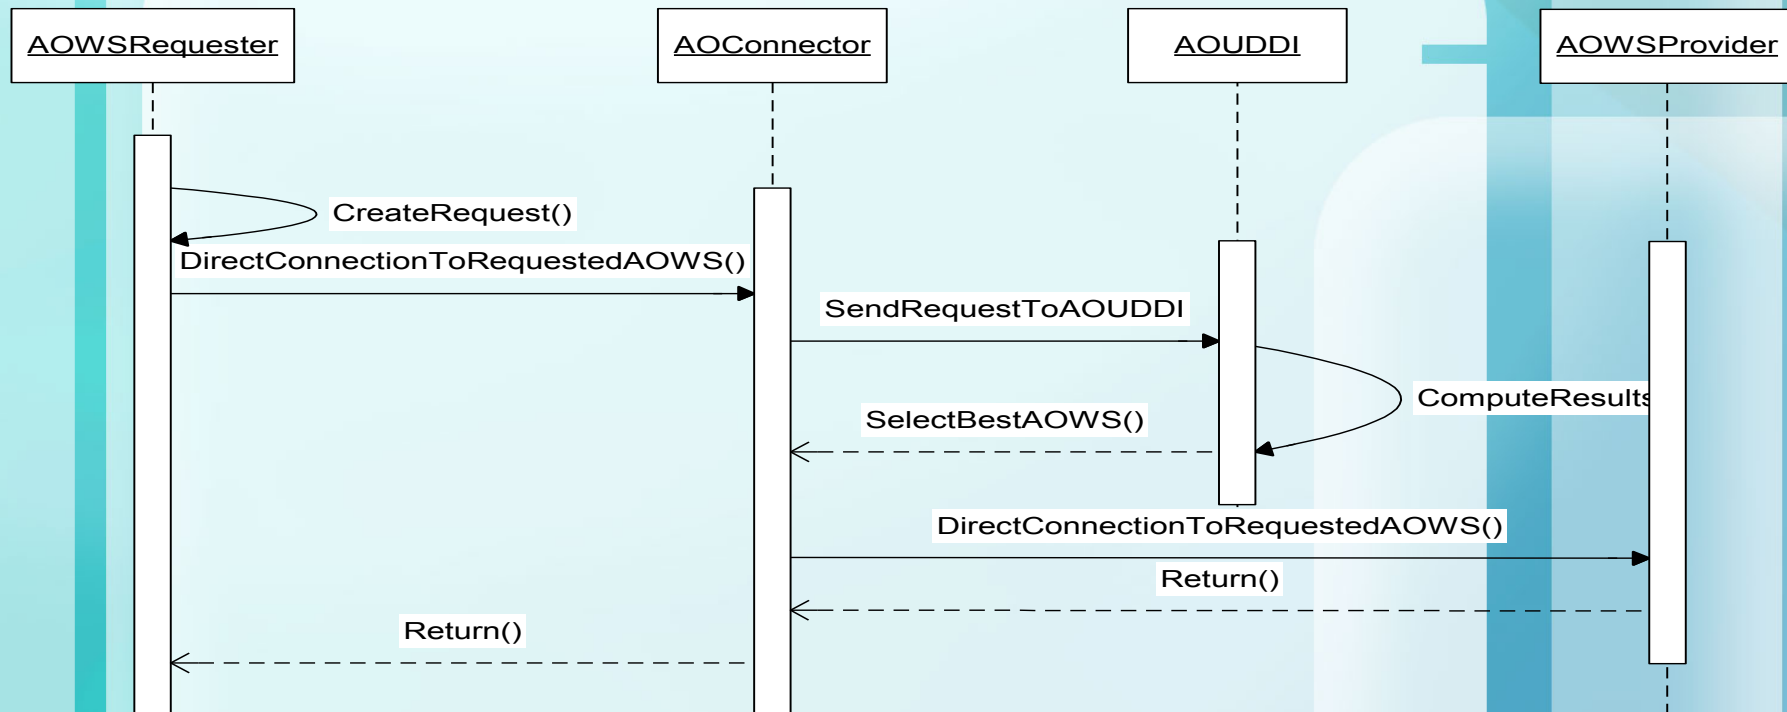 AOWSRequester
AOConnector
AOUDDI
AOWSProvider
CreateRequest()
DirectConnectionToRequestedAOWS()
SendRequestToAOUDDI
ComputeResults
SelectBestAOWS()
DirectConnectionToRequestedAOWS()
Return()
Return()